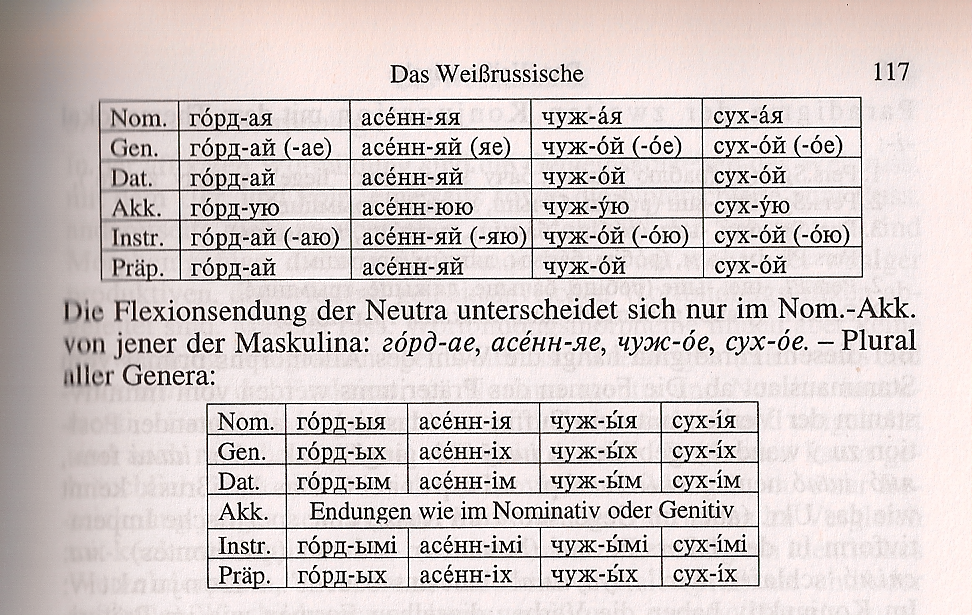 Das Weißrussische 117
Nom. го́рд-ая асе́нн-яя чуж-а́я сух-а́я
Gen. го́рд-ай (-ае) асе́нн-яй (яе) чуж-о́й (-о́е) сух-о́й (-о́е)
Dat. го́рд-ай асе́нн-яй чуж-о́й сух-о́й
Akk. го́рд-ую асе́нн-юю чуж-у́ю сух-у́ю
Instr. го́рд-ай (-аю) асе́нн-яй (-яю) чуж-о́й (-о́ю) сух-о́й (-о́ю)
Präp. го́рд-ай асе́нн-яй чуж-о́й сух-о́й
Die Flexionsendung der Neutra unterscheidet sich nur im Nom.-Akk.
von jener der Maskulina: го́рд-ае, асе́нн-яе, чуж-о́е, сух-о́е. – Plural
aller Genera:
Nom. го́рд-ыя асе́нн-ія чуж-ы́я сух-і́я
Gen. го́рд-ых асе́нн-іх чуж-ы́х сух-і́х
Dat. го́рд-ым асе́нн-ім чуж-ы́м сух-і́м
Akk. Endungen wie im Nominativ oder Genitiv
Instr. го́рд-ымі асе́нн-імі чуж-ы́мі сух-і́мі
Präp. го́рд-ых асе́нн-іх чуж-ы́х сух-і́х